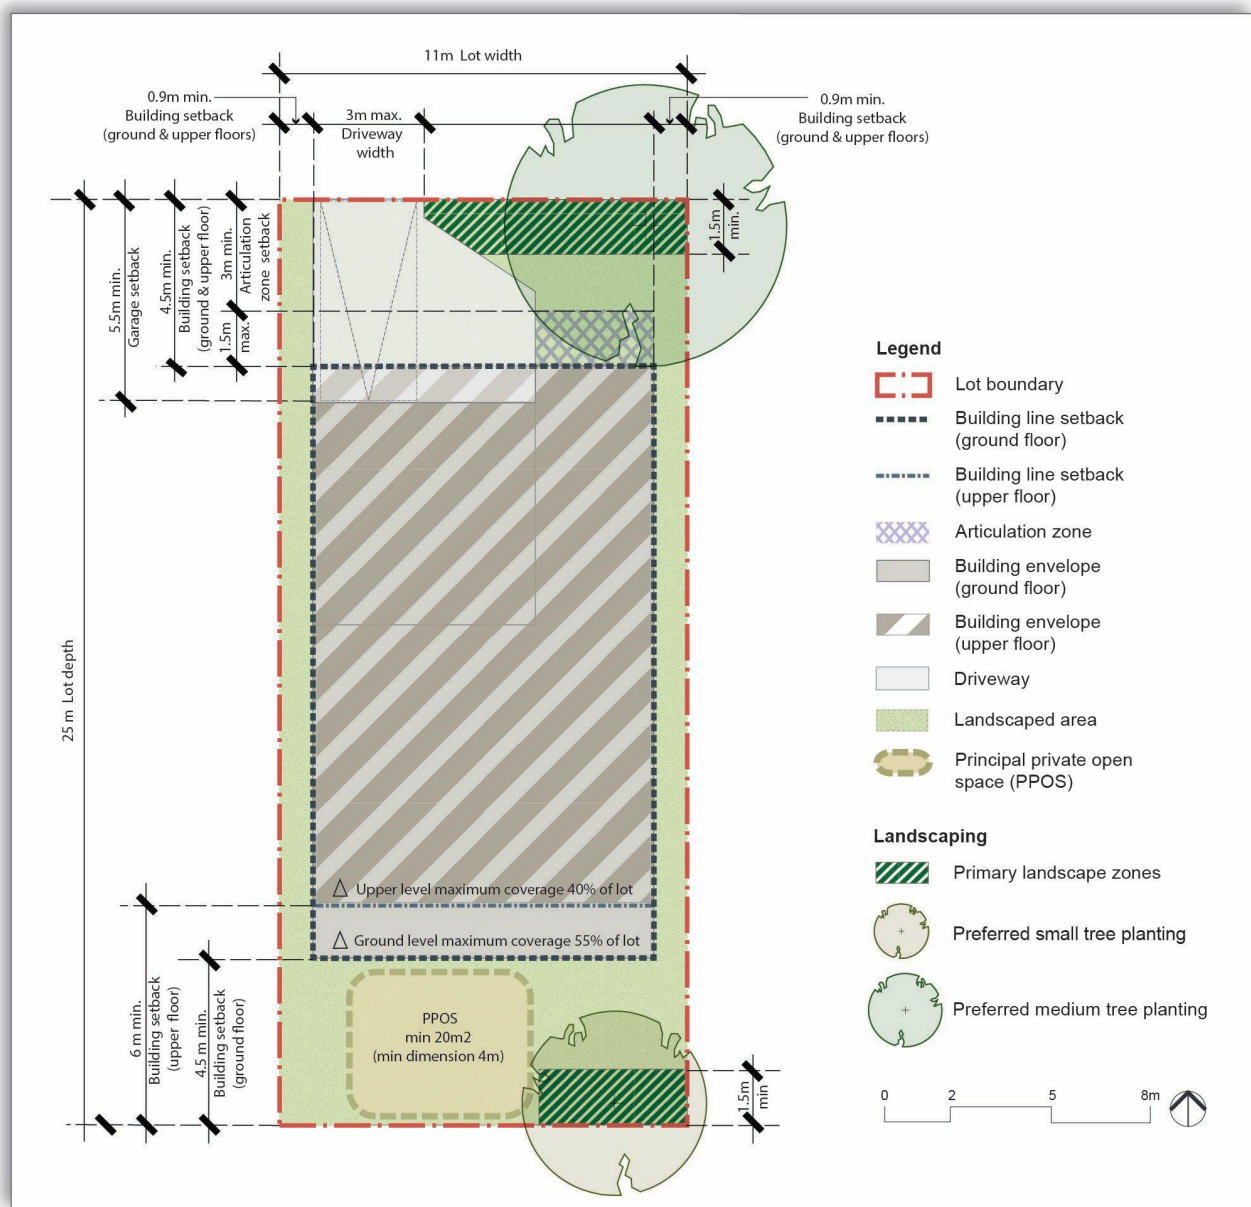 11m Lot width
0.9m min.
Building setback
(ground & upper floors)
3m max.
Driveway
width
0.9m min.
Building setback
(ground & upper floors)
5.5m min.
Garage setback
4.5m min.
Building setback
(ground & upper floor)
3m min.
Articulation
zone setback
1.5m
max.
1.5m
min.
25 m Lot depth
Upper level maximum coverage 40% of lot
Ground level maximum coverage 55% of lot
6 m min.
Building setback
(upper floor)
4.5 m min.
Building setback
(ground floor)
PPOS
min 20m2
(min dimension 4m)
1.5m
min
Legend
Lot boundary
Building line setback
(ground floor)
Building line setback
(upper floor)
Articulation zone
Building envelope
(ground floor)
Building envelope
(upper floor)
Driveway
Landscaped area
Principal private open
space (PPOS)
Landscaping
Primary landscape zones
Preferred small tree planting
Preferred medium tree planting
0 2 5 8m